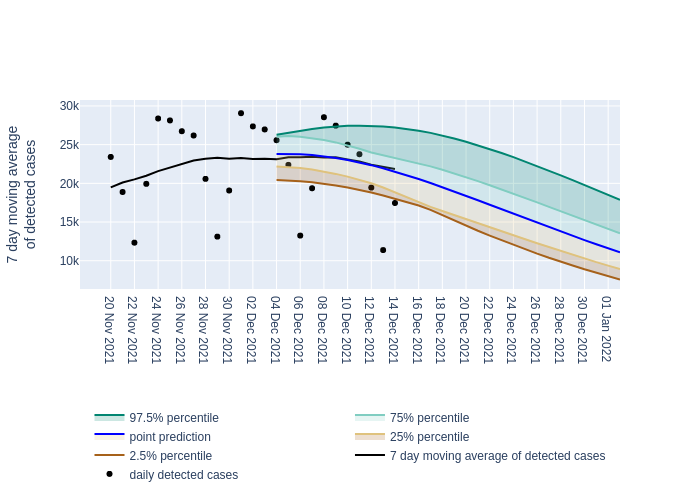 7 day moving average
of detected cases
30k
25k
20k
15k
10k
20 Nov 2021
22 Nov 2021
24 Nov 2021
26 Nov 2021
28 Nov 2021
30 Nov 2021
02 Dec 2021
04 Dec 2021
06 Dec 2021
08 Dec 2021
10 Dec 2021
12 Dec 2021
14 Dec 2021
16 Dec 2021
18 Dec 2021
20 Dec 2021
22 Dec 2021
24 Dec 2021
26 Dec 2021
28 Dec 2021
30 Dec 2021
01 Jan 2022
97.5% percentile
75% percentile
point prediction
25% percentile
2.5% percentile
7 day moving average of detected cases
daily detected cases